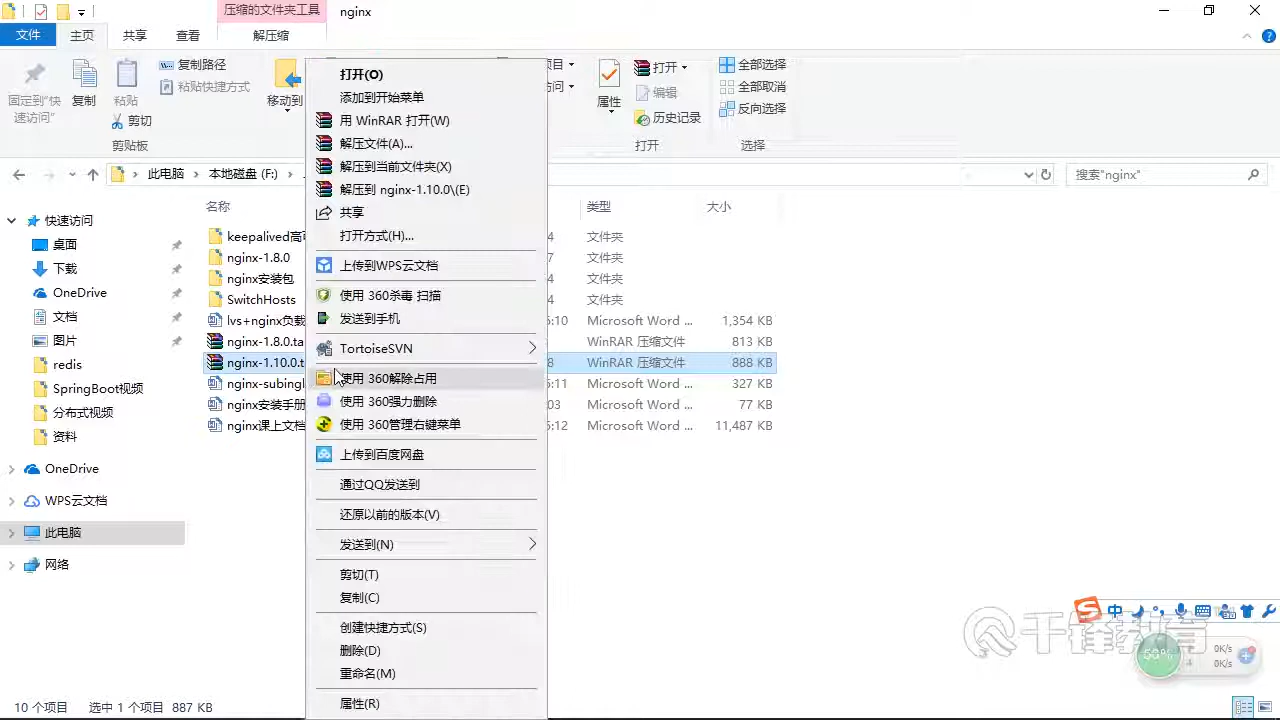 压缩的文件夹工具
nginx
文件
主页
共享
查看
解压缩
固定到"快
速访问"
复制
粘贴
复制路径
粘贴快捷方式
剪切
剪贴板
移动到
属性
打开
编辑
历史记录
打开
全部选择
全部取消
反向选择
选择
此电脑
本地磁盘 (F:)
搜索"nginx"
名称
类型
大小
快速访问
桌面
下载
OneDrive
文档
图片
redis
SpringBoot视频
分布式视频
资料
OneDrive
WPS云文档
此电脑
网络
keepalived高可
4
文件夹
nginx-1.8.0
7
文件夹
nginx安装包
4
文件夹
SwitchHosts
4
文件夹
lvs+nginx负载
5:10
Microsoft Word ...
1,354 KB
nginx-1.8.0.ta
WinRAR 压缩文件
813 KB
nginx-1.10.0.t
8
WinRAR 压缩文件
888 KB
nginx-subingl
5:11
Microsoft Word ...
327 KB
nginx安装手册
:03
Microsoft Word ...
77 KB
nginx课上文档
5:12
Microsoft Word ...
11,487 KB
打开(O)
添加到开始菜单
用 WinRAR 打开(W)
解压文件(A)...
解压到当前文件夹(X)
解压到 nginx-1.10.0\(E)
共享
打开方式(H)...
上传到WPS云文档
使用 360杀毒 扫描
发送到手机
TortoiseSVN
使用 360解除占用
使用 360强力删除
使用 360管理右键菜单
上传到百度网盘
通过QQ发送到
还原以前的版本(V)
发送到(N)
剪切(T)
复制(C)
创建快捷方式(S)
删除(D)
重命名(M)
属性(R)
中
千锋教育
0K/s
0K/s
10 个项目
选中 1 个项目
887 KB